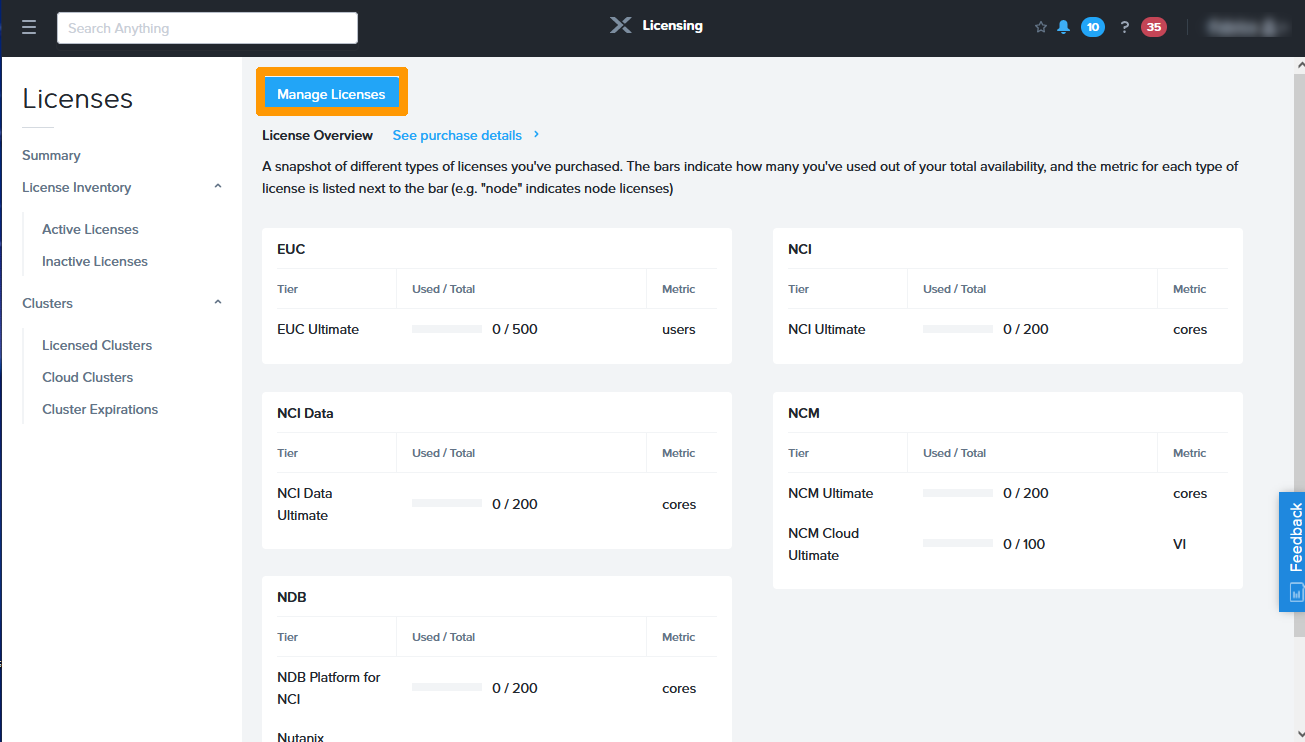 Search Anything
Licensing
10
?
35
Licenses
Summary
License Inventory
Active Licenses
Inactive Licenses
Clusters
Licensed Clusters
Cloud Clusters
Cluster Expirations
Manage Licenses
License Overview See purchase details
A snapshot of different types of licenses you've purchased. The bars indicate how many you've used out of your total availability, and the metric for each type of
license is listed next to the bar (e.g. "node" indicates node licenses)
EUC
Tier Used / Total Metric
EUC Ultimate 0 / 500 users
NCI
Tier Used / Total Metric
NCI Ultimate 0 / 200 cores
NCI Data
Tier Used / Total Metric
NCI Data
Ultimate
0 / 200 cores
NCM
Tier Used / Total Metric
NCM Ultimate 0 / 200 cores
NCM Cloud
Ultimate
0 / 100 VI
NDB
Tier Used / Total Metric
NDB Platform for
NCI
0 / 200 cores
Nutanix
Feedback